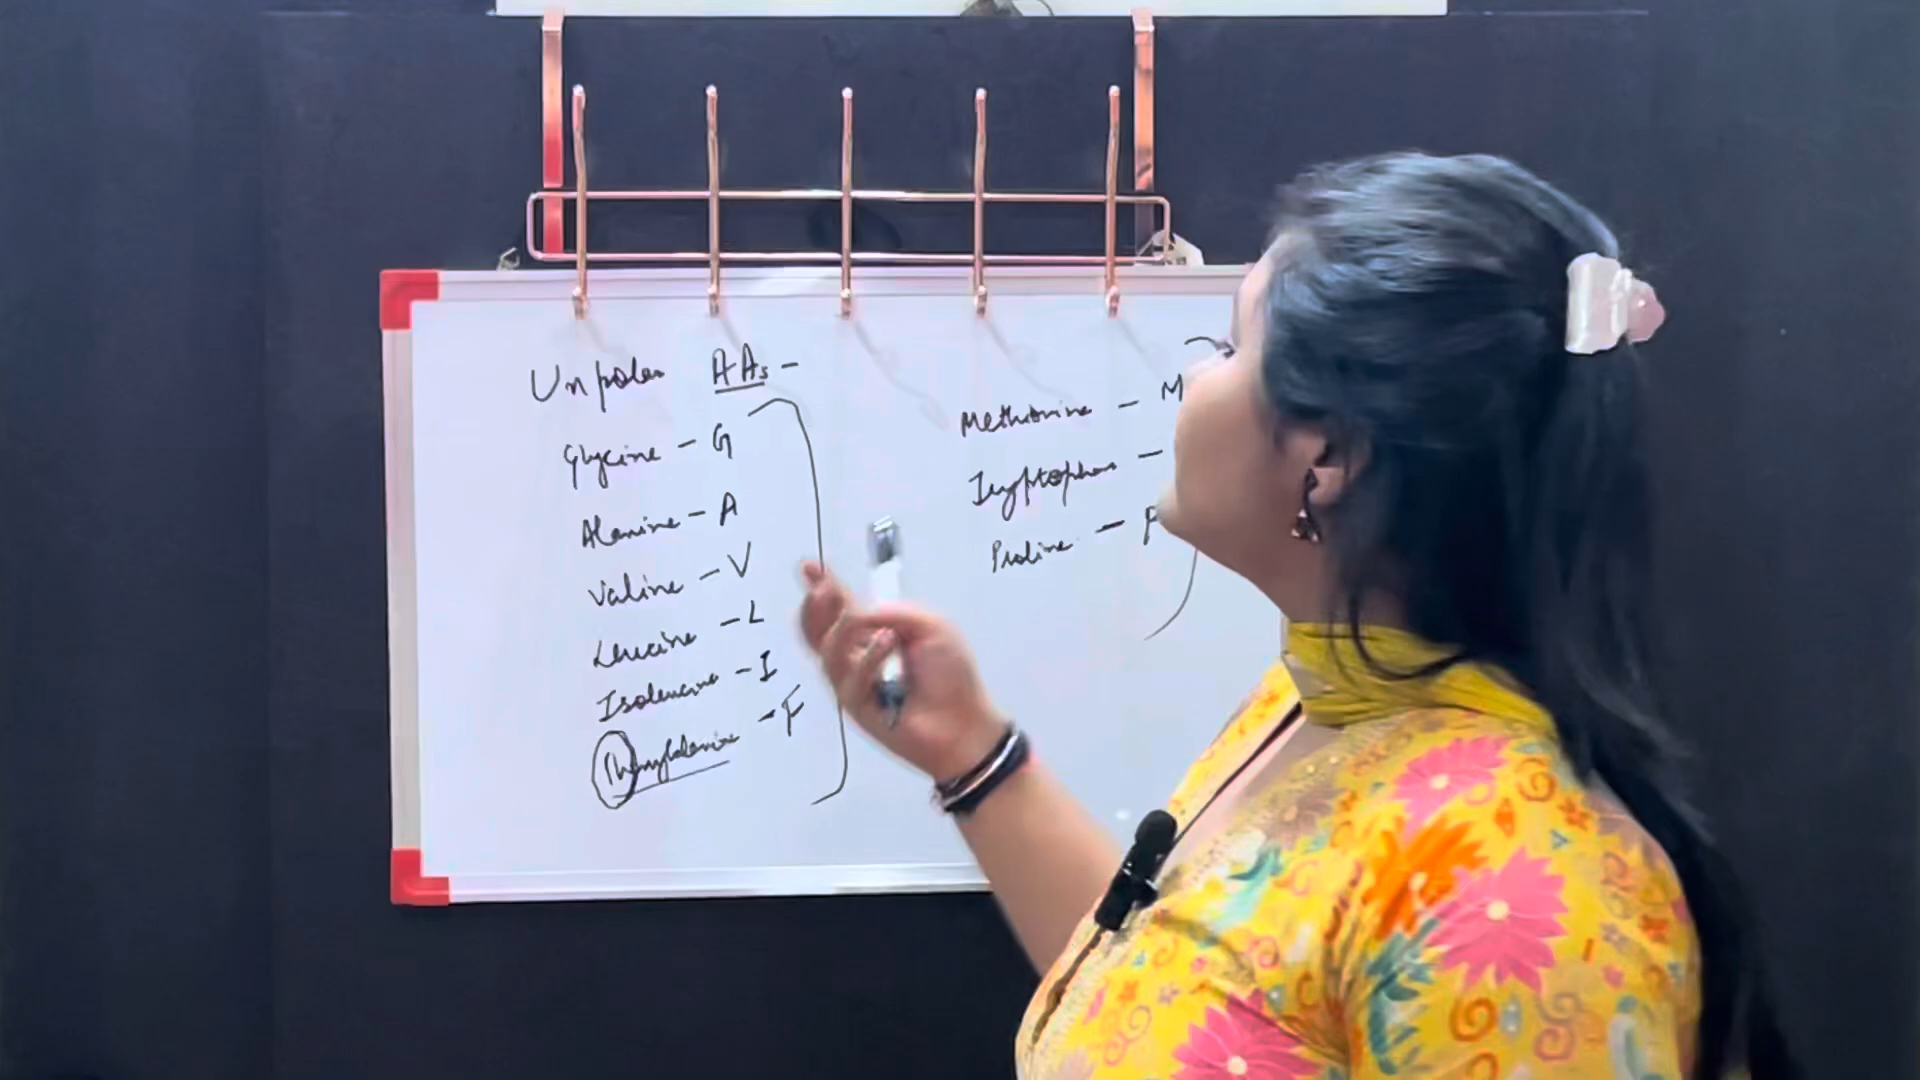 Unpolar AAs -
Glycine - G
Alanine - A
Valine - V
Leucine - L
Isoleucine - I
Phenylalanine - F
Methionine - M
Tryptophan -
Proline - P